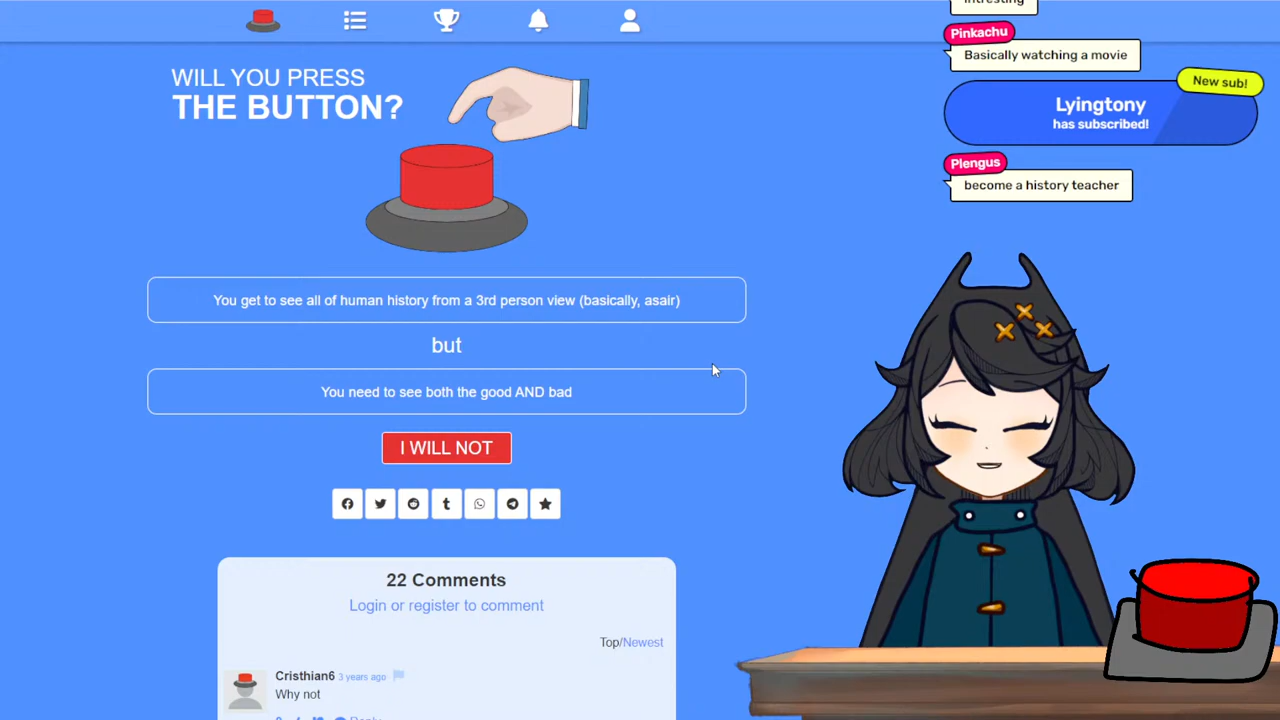 WILL YOU PRESS
THE BUTTON?
You get to see all of human history from a 3rd person view (basically, asair)
but
You need to see both the good AND bad
I WILL NOT
22 Comments
Login or register to comment
Top/Newest
Cristhian6 3 years ago
Why not
Pinkachu
Basically watching a movie
New sub!
Lyingtony
has subscribed!
Plengus
become a history teacher